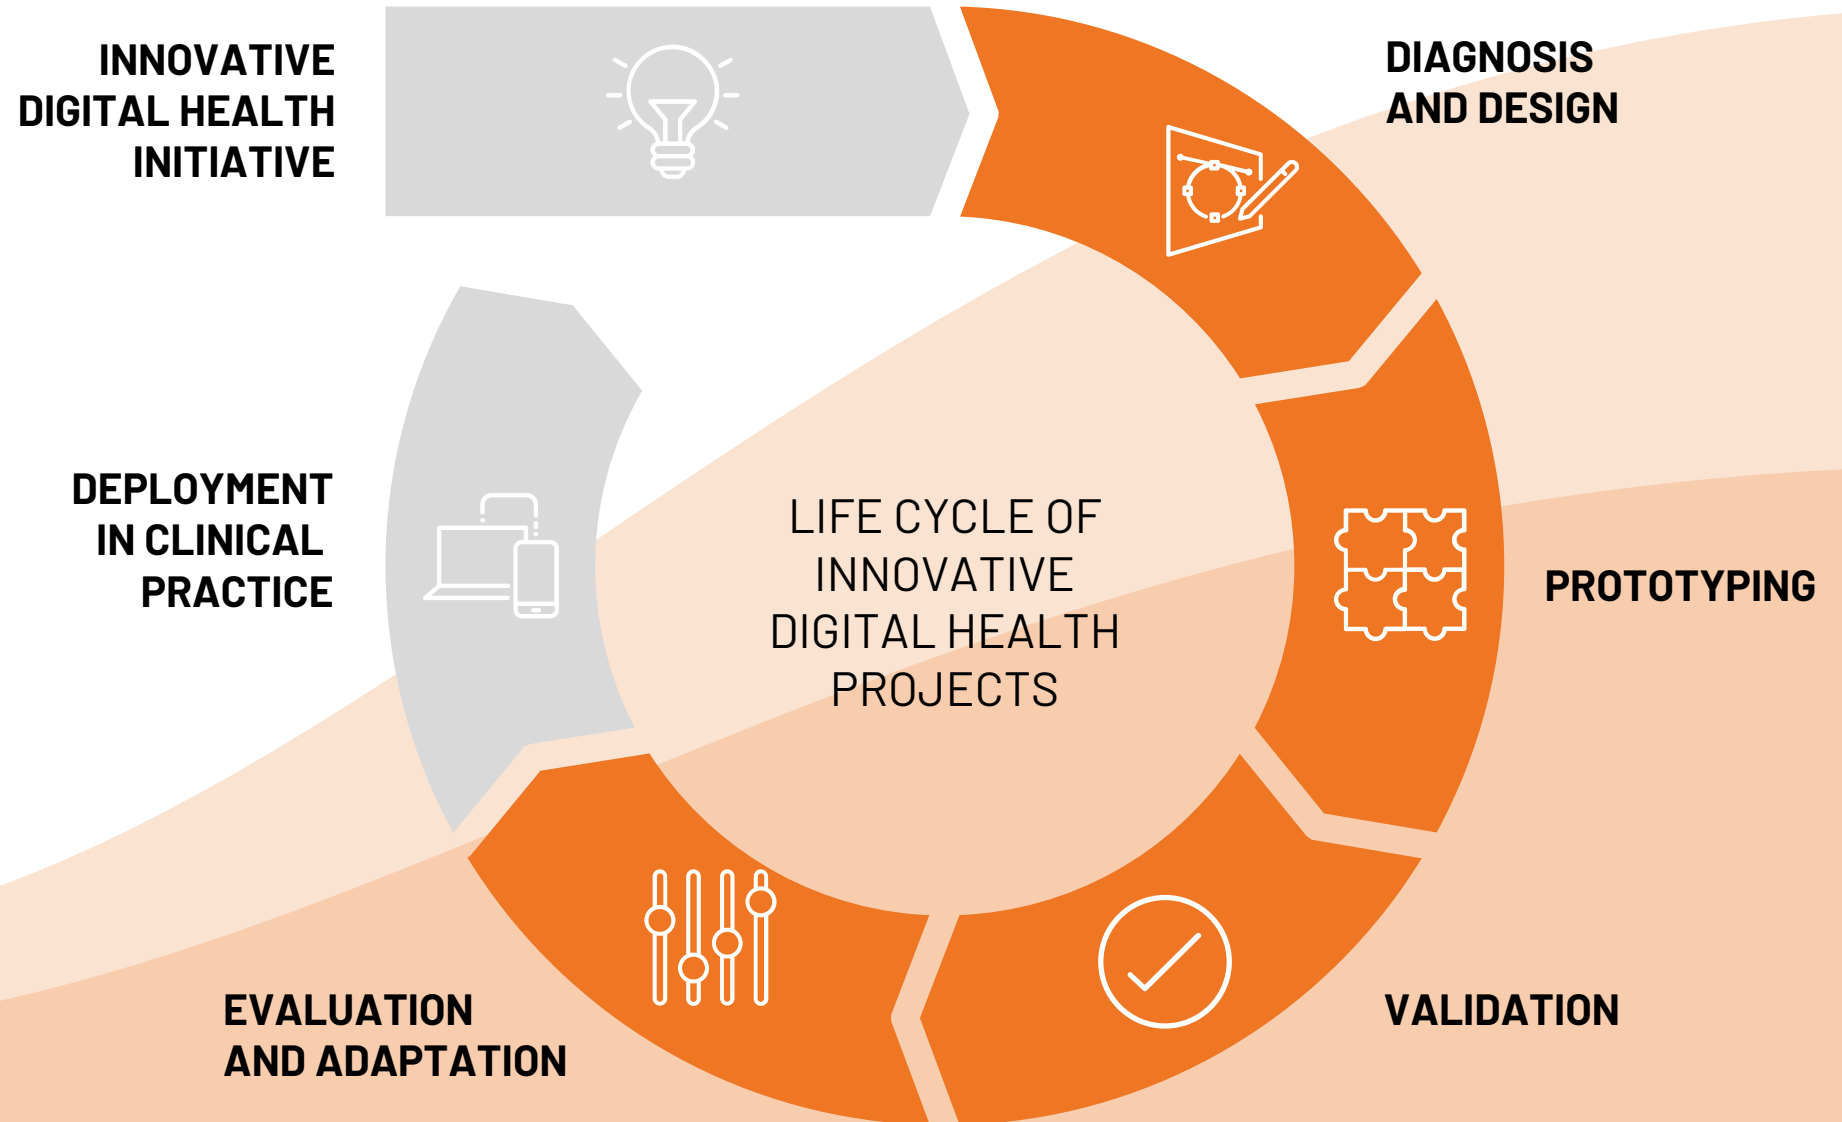 INNOVATIVE
DIGITAL HEALTH
INITIATIVE
DIAGNOSIS
AND DESIGN
PROTOTYPING
VALIDATION
EVALUATION
AND ADAPTATION
DEPLOYMENT
IN CLINICAL
PRACTICE
LIFE CYCLE OF
INNOVATIVE
DIGITAL HEALTH
PROJECTS